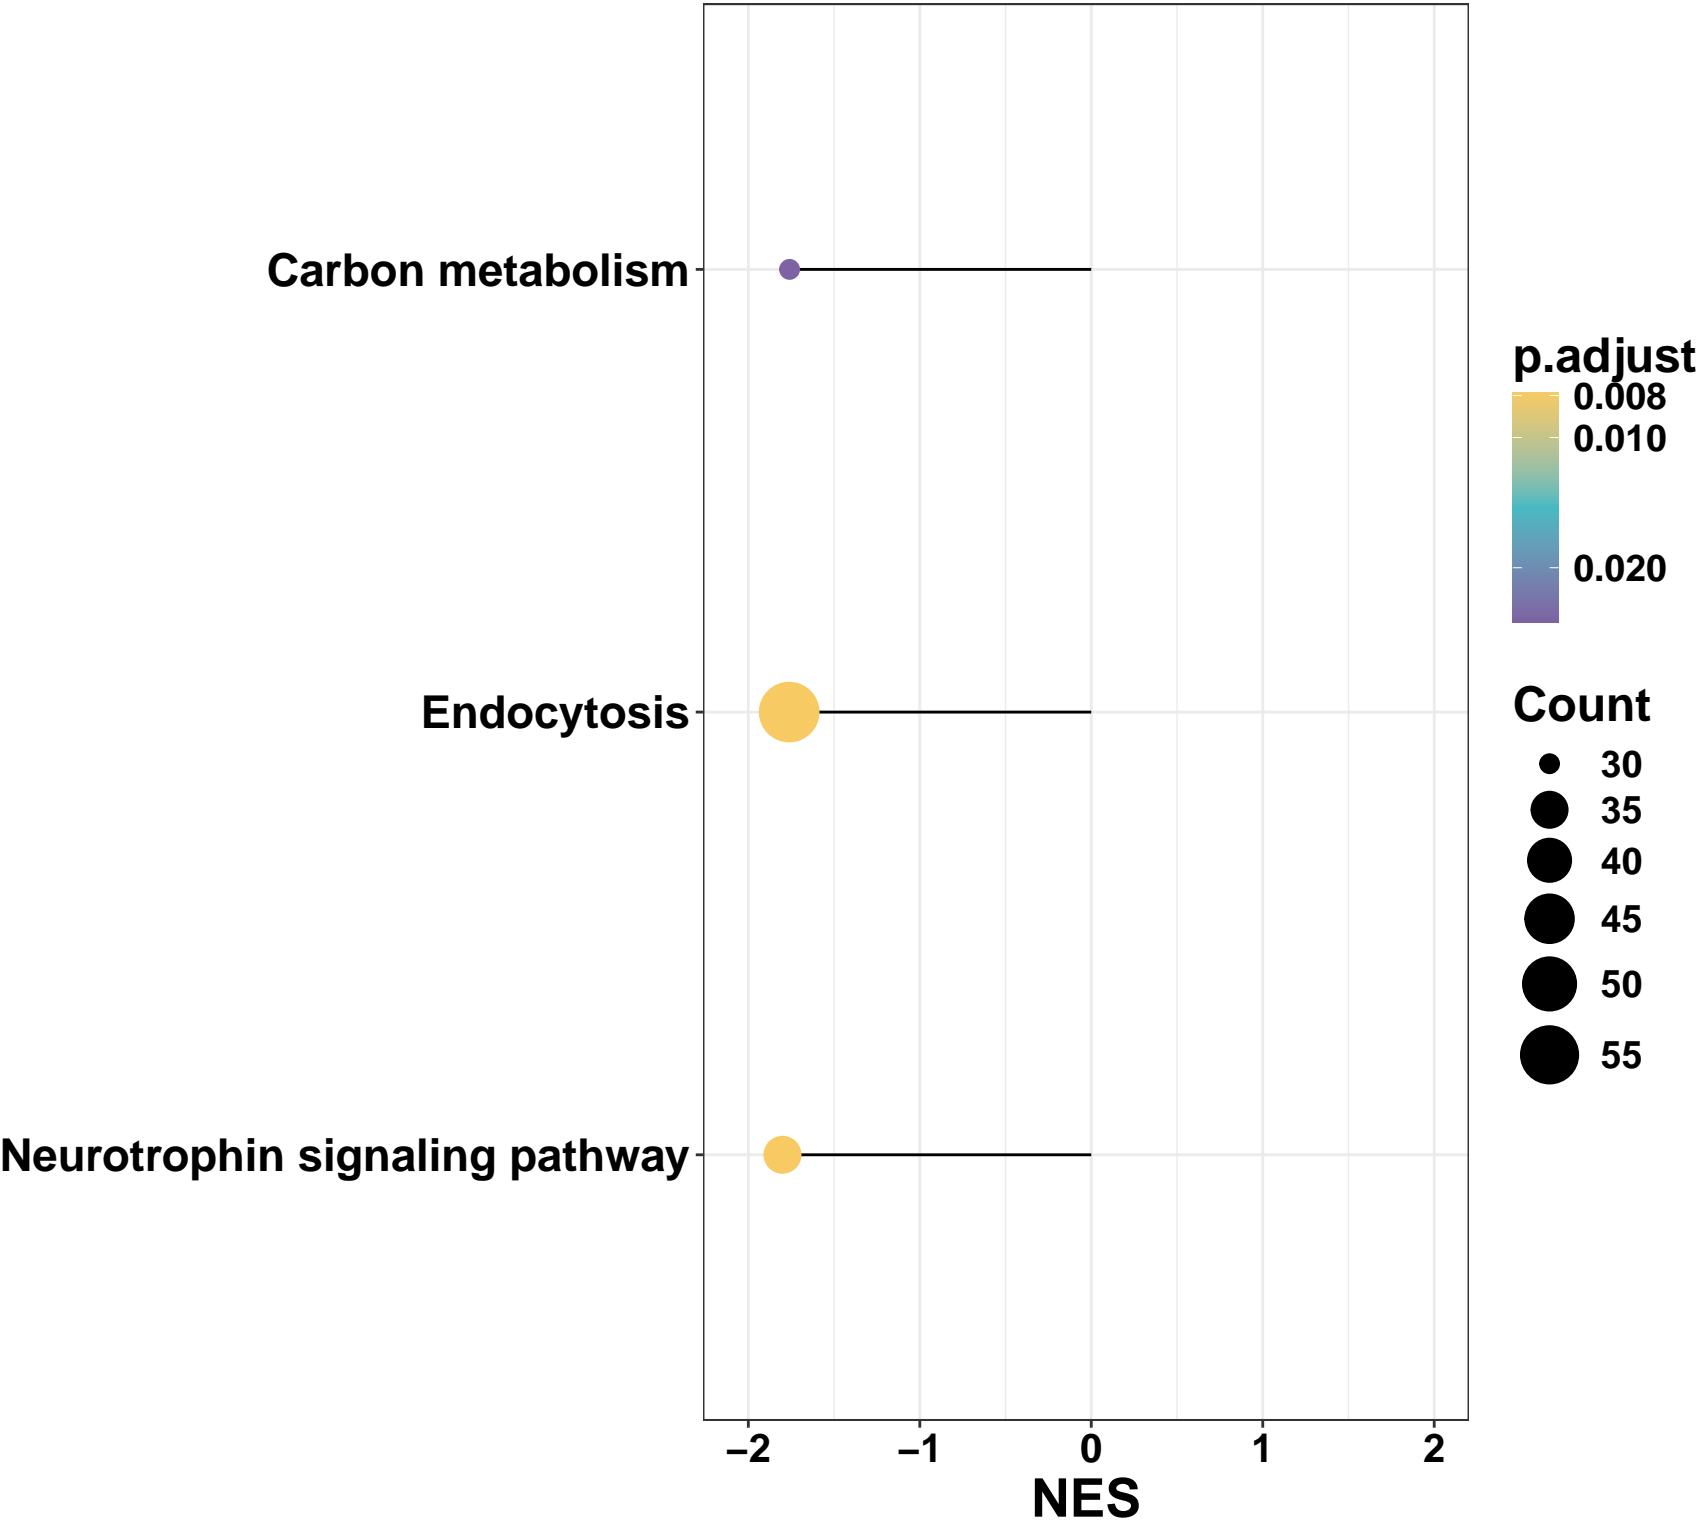 Carbon metabolism
Endocytosis
Neurotrophin signaling pathway
−2
−1
0
1
2
NES
p.adjust
0.008
0.010
0.020
Count
30
35
40
45
50
55